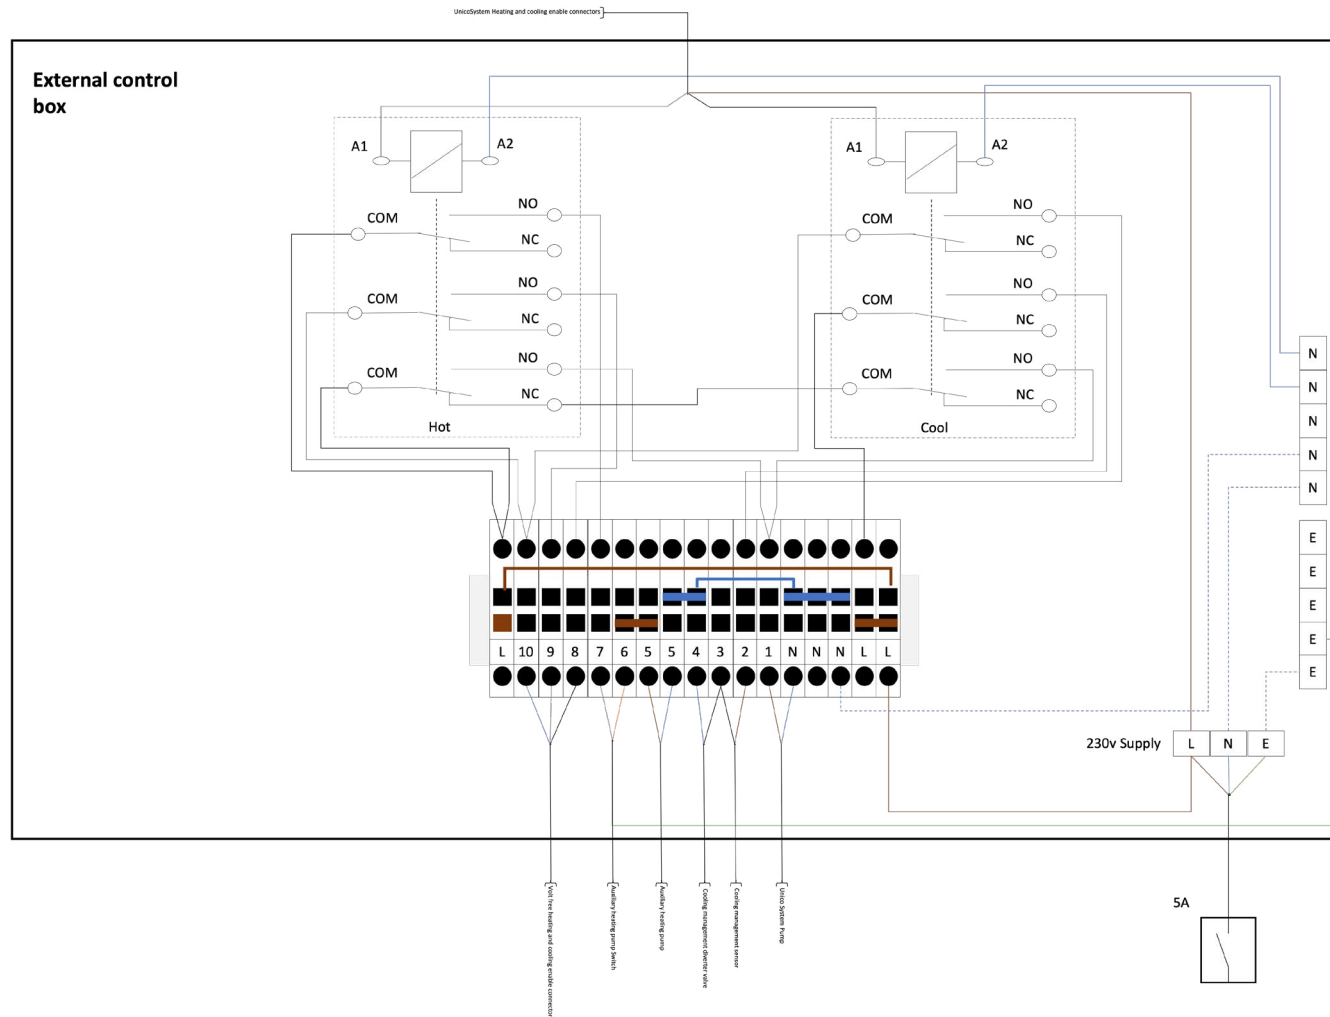 UnicoSystem Heating and cooling enable connectors
External control
box
A1
A2
A1
A2
COM
NO
NC
COM
NO
NC
COM
NO
NC
Hot
COM
NO
NC
COM
NO
NC
COM
NO
NC
Cool
N
N
N
N
N
E
E
E
E
E
L 10 9 8 7 6 5 5 4 3 2 1 N N N L L
230v Supply L N E
Volt free heating and cooling enable connector
Auxiliary heating pump Switch
Auxiliary heating pump
Cooling management diverter valve
Cooling management sensor
Unico System Pump
5A